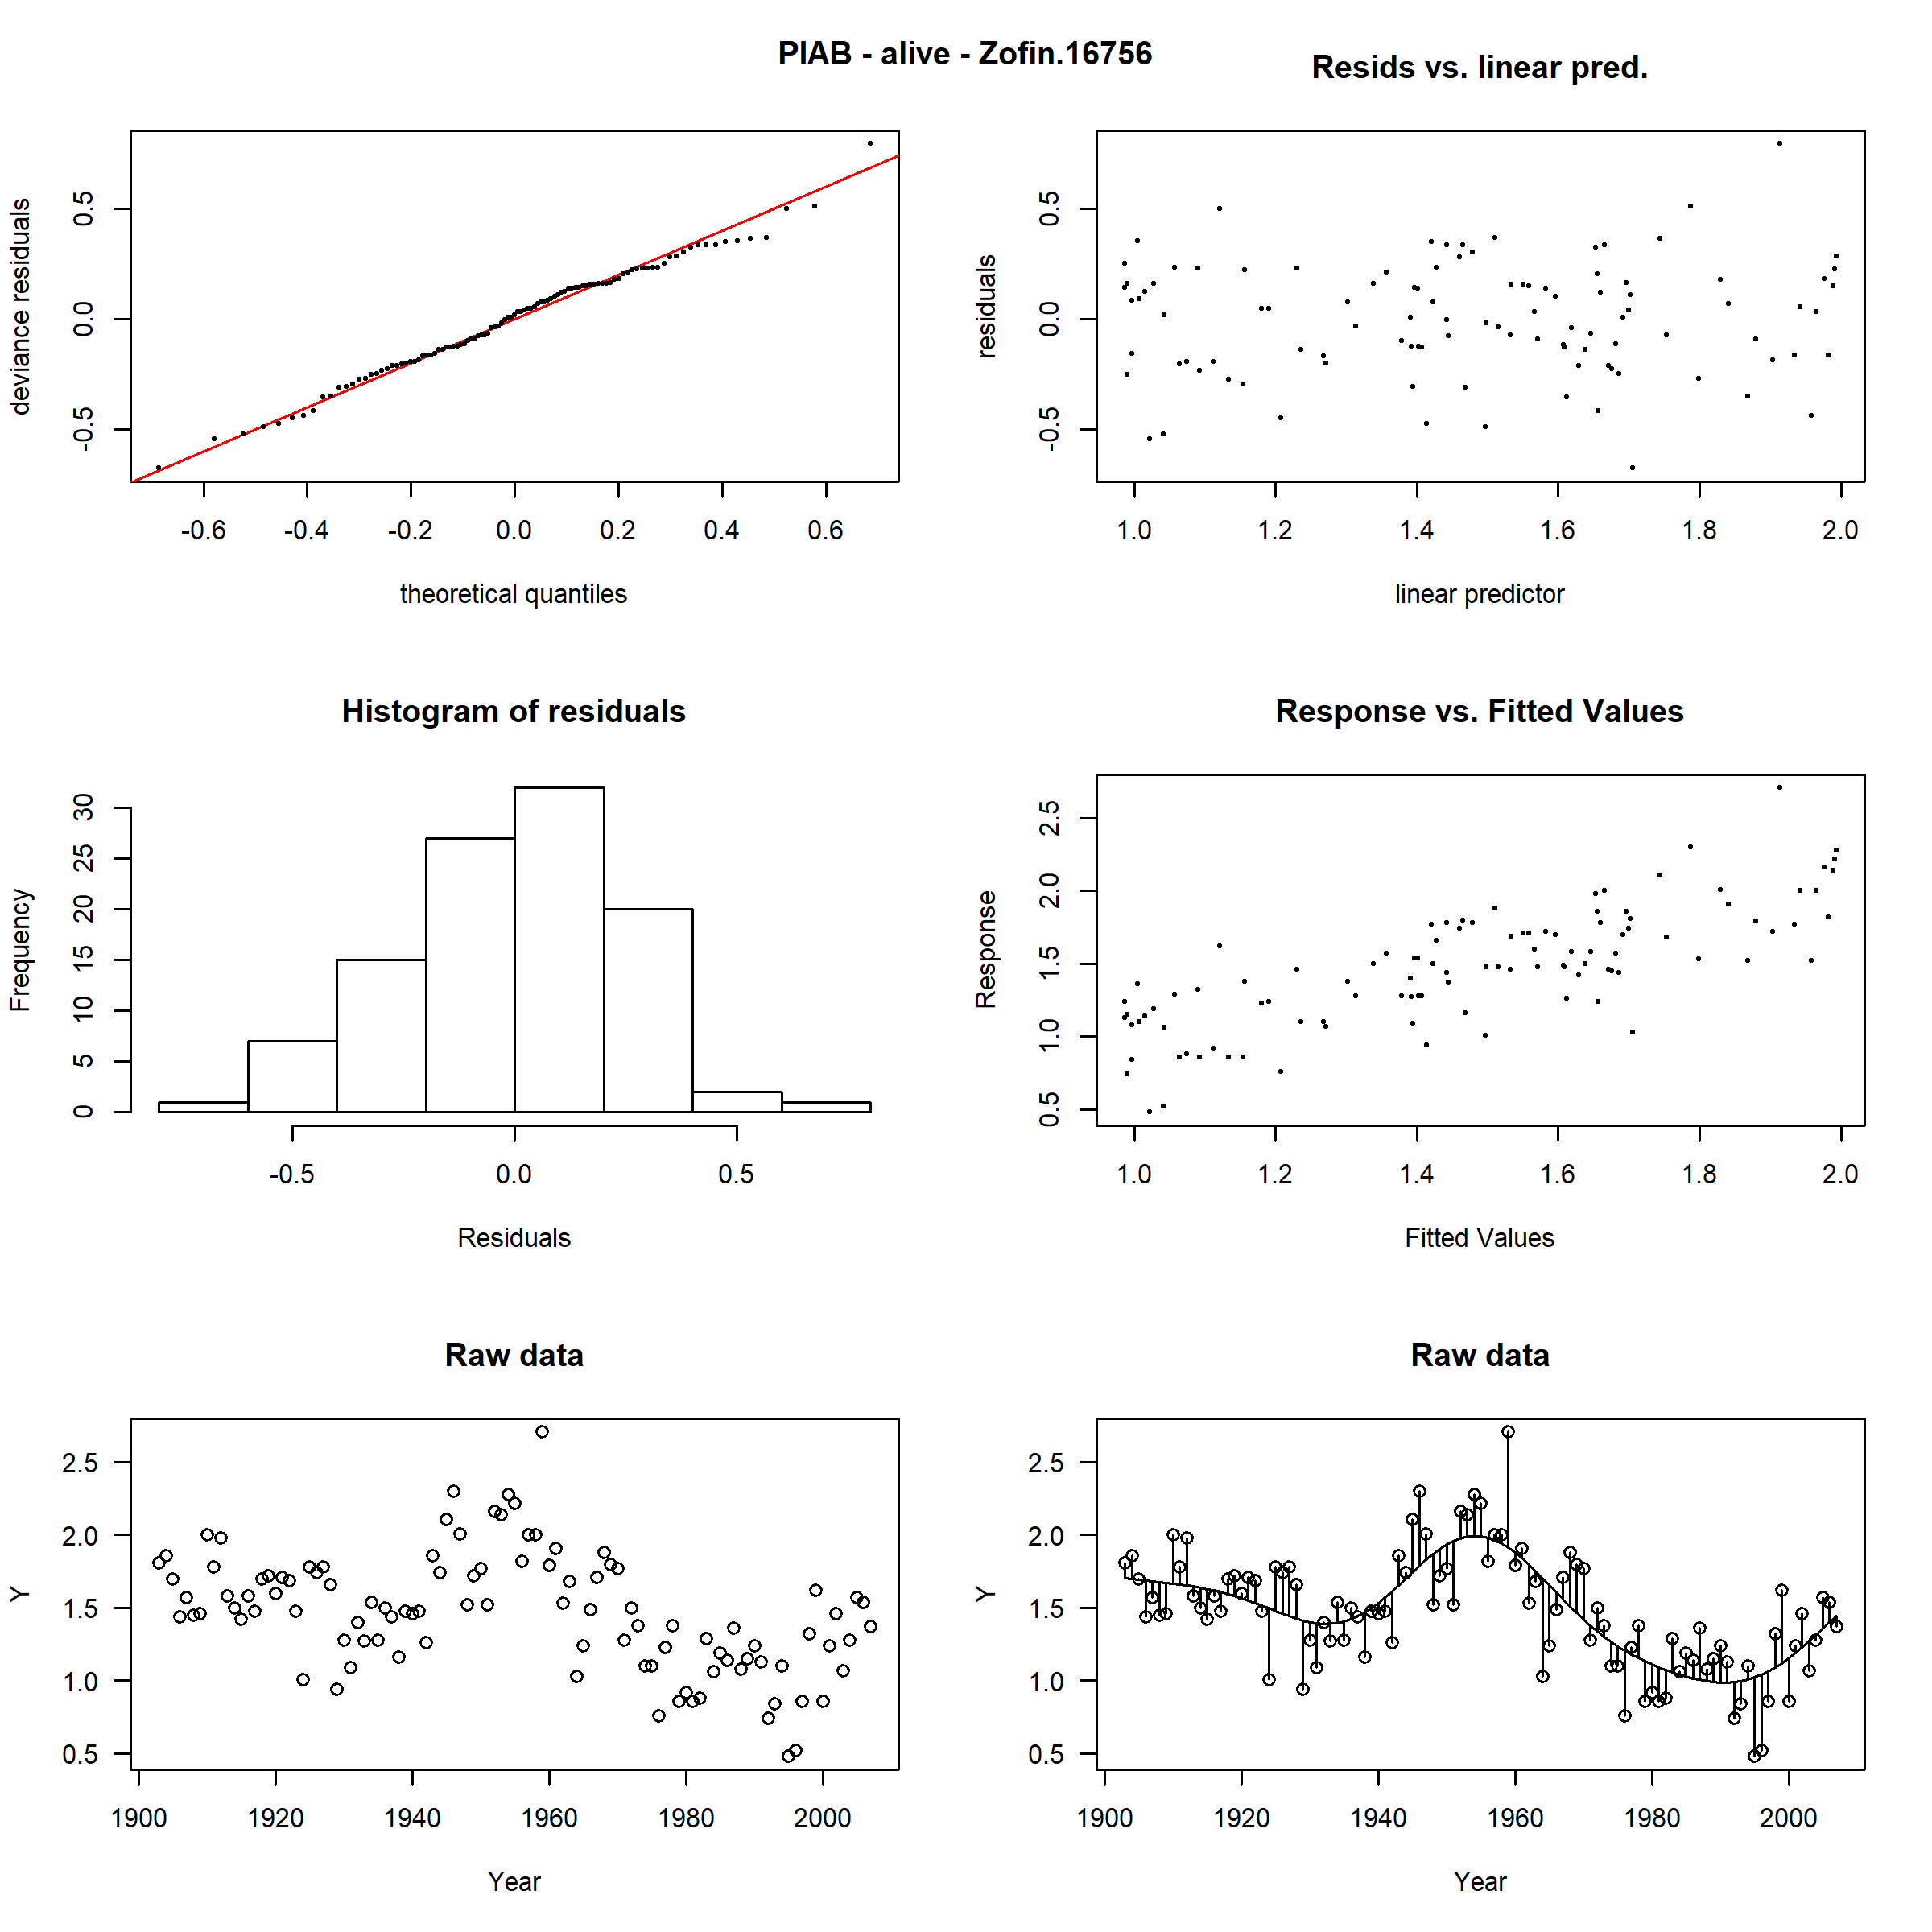 PIAB - alive - Zofin.16756
Resids vs. linear pred.
deviance residuals
-0.5 0.0 0.5
-0.6 -0.4 -0.2 0.0 0.2 0.4 0.6
theoretical quantiles
residuals
-0.5 0.0 0.5
1.0 1.2 1.4 1.6 1.8 2.0
linear predictor
Histogram of residuals
Frequency
0 5 10 15 20 25 30
-0.5 0.0 0.5
Residuals
Response vs. Fitted Values
Response
0.5 1.0 1.5 2.0 2.5
1.0 1.2 1.4 1.6 1.8 2.0
Fitted Values
Raw data
Y
2.5
2.0
1.5
1.0
0.5
1900 1920 1940 1960 1980 2000
Year
Raw data
Y
2.5
2.0
1.5
1.0
0.5
1900 1920 1940 1960 1980 2000
Year